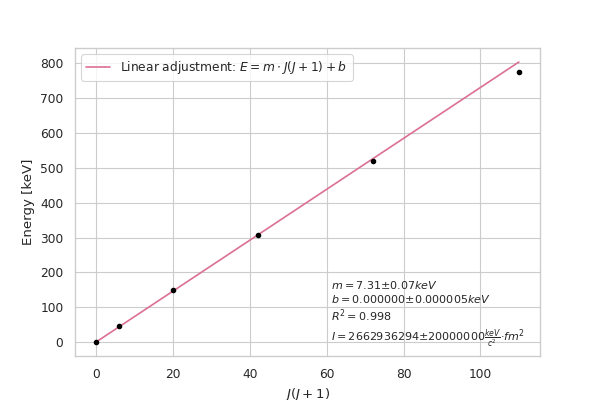 800
700
600
500
400
300
200
100
0
Energy [keV]
Linear adjustment: E = m · J(J + 1) + b
m = 7.31±0.07keV
b = 0.000000±0.000005keV
R² = 0.998
I = 2662936294±20000000 keV/c² · fm²
0 20 40 60 80 100
J(J + 1)